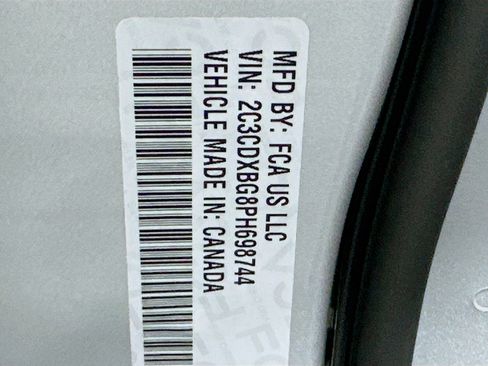 MFD BY: FCA US LLC
VIN: 2C3CDXBG8PH698744
VEHICLE MADE IN: CANADA